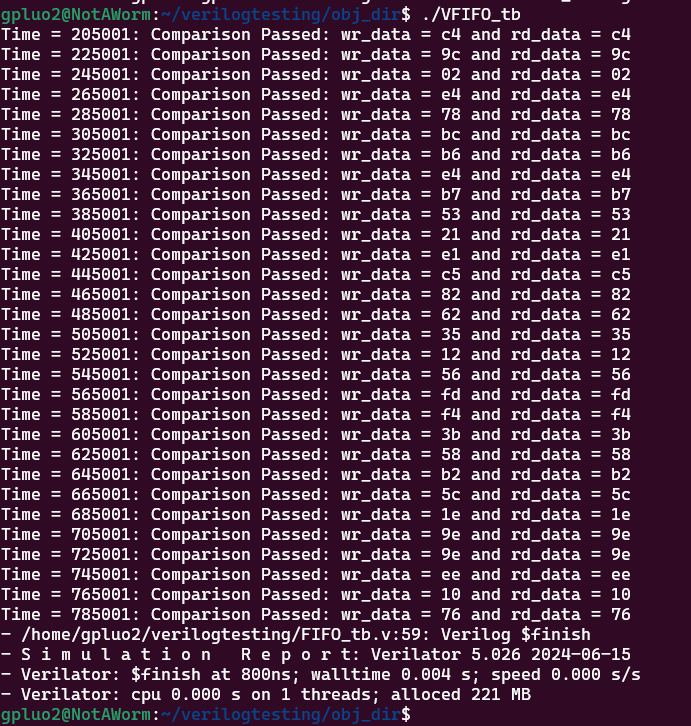 gpluo2@NotAWorm:~/verilogtesting/obj_dir$ ./VFIFO_tb
Time = 205001: Comparison Passed: wr_data = c4 and rd_data = c4
Time = 225001: Comparison Passed: wr_data = 9c and rd_data = 9c
Time = 245001: Comparison Passed: wr_data = 02 and rd_data = 02
Time = 265001: Comparison Passed: wr_data = e4 and rd_data = e4
Time = 285001: Comparison Passed: wr_data = 78 and rd_data = 78
Time = 305001: Comparison Passed: wr_data = bc and rd_data = bc
Time = 325001: Comparison Passed: wr_data = b6 and rd_data = b6
Time = 345001: Comparison Passed: wr_data = e4 and rd_data = e4
Time = 365001: Comparison Passed: wr_data = b7 and rd_data = b7
Time = 385001: Comparison Passed: wr_data = 53 and rd_data = 53
Time = 405001: Comparison Passed: wr_data = 21 and rd_data = 21
Time = 425001: Comparison Passed: wr_data = e1 and rd_data = e1
Time = 445001: Comparison Passed: wr_data = c5 and rd_data = c5
Time = 465001: Comparison Passed: wr_data = 82 and rd_data = 82
Time = 485001: Comparison Passed: wr_data = 62 and rd_data = 62
Time = 505001: Comparison Passed: wr_data = 35 and rd_data = 35
Time = 525001: Comparison Passed: wr_data = 12 and rd_data = 12
Time = 545001: Comparison Passed: wr_data = 56 and rd_data = 56
Time = 565001: Comparison Passed: wr_data = fd and rd_data = fd
Time = 585001: Comparison Passed: wr_data = f4 and rd_data = f4
Time = 605001: Comparison Passed: wr_data = 3b and rd_data = 3b
Time = 625001: Comparison Passed: wr_data = 58 and rd_data = 58
Time = 645001: Comparison Passed: wr_data = b2 and rd_data = b2
Time = 665001: Comparison Passed: wr_data = 5c and rd_data = 5c
Time = 685001: Comparison Passed: wr_data = 1e and rd_data = 1e
Time = 705001: Comparison Passed: wr_data = 9e and rd_data = 9e
Time = 725001: Comparison Passed: wr_data = 9e and rd_data = 9e
Time = 745001: Comparison Passed: wr_data = ee and rd_data = ee
Time = 765001: Comparison Passed: wr_data = 10 and rd_data = 10
Time = 785001: Comparison Passed: wr_data = 76 and rd_data = 76
- /home/gpluo2/verilogtesting/FIFO_tb.v:59: Verilog $finish
- S i m u l a t i o n   R e p o r t: Verilator 5.026 2024-06-15
- Verilator: $finish at 800ns; walltime 0.004 s; speed 0.000 s/s
- Verilator: cpu 0.000 s on 1 threads; alloced 221 MB
gpluo2@NotAWorm:~/verilogtesting/obj_dir$